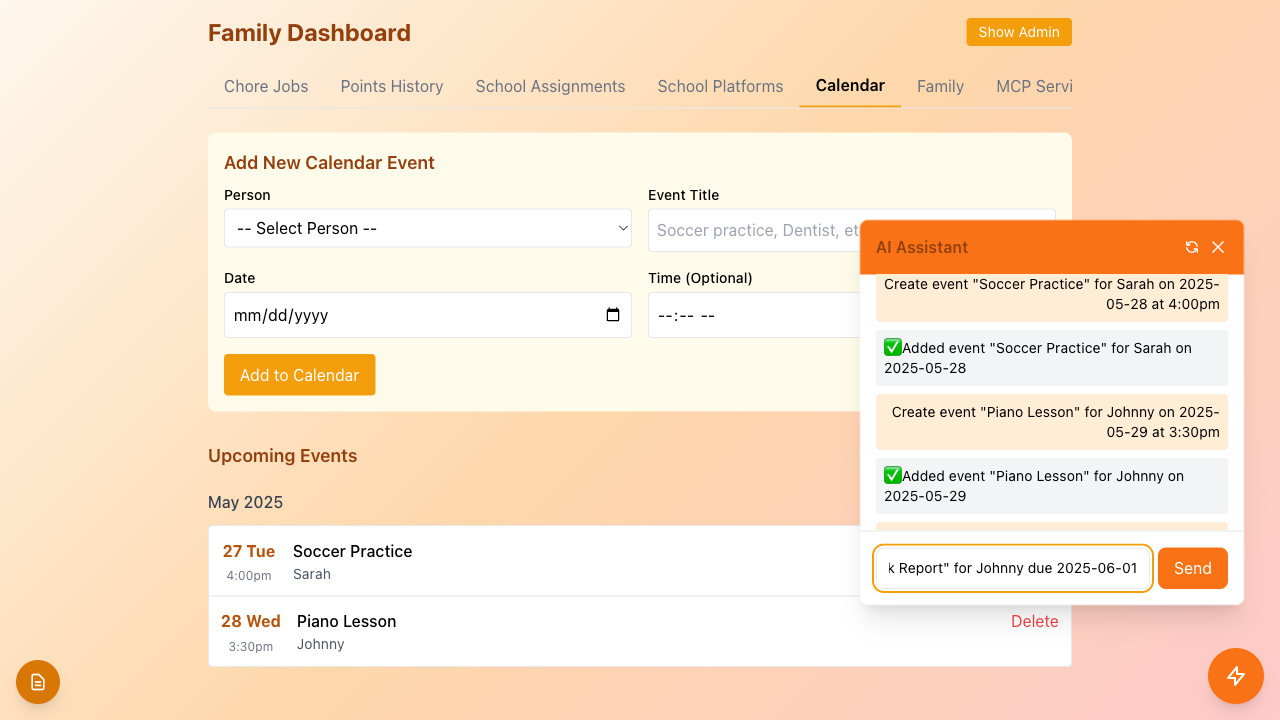 Family Dashboard
Show Admin
Chore Jobs
Points History
School Assignments
School Platforms
Calendar
Family
MCP Servi
Add New Calendar Event
Person
Event Title
-- Select Person --
Soccer practice, Dentist, et
Date
Time (Optional)
mm/dd/yyyy
--:-- --
Add to Calendar
Upcoming Events
May 2025
27 Tue
Soccer Practice
4:00pm
Sarah
28 Wed
Piano Lesson
Delete
3:30pm
Johnny
AI Assistant
Create event "Soccer Practice" for Sarah on 2025-
05-28 at 4:00pm
✅Added event "Soccer Practice" for Sarah on
2025-05-28
Create event "Piano Lesson" for Johnny on 2025-
05-29 at 3:30pm
✅Added event "Piano Lesson" for Johnny on
2025-05-29
k Report" for Johnny due 2025-06-01
Send